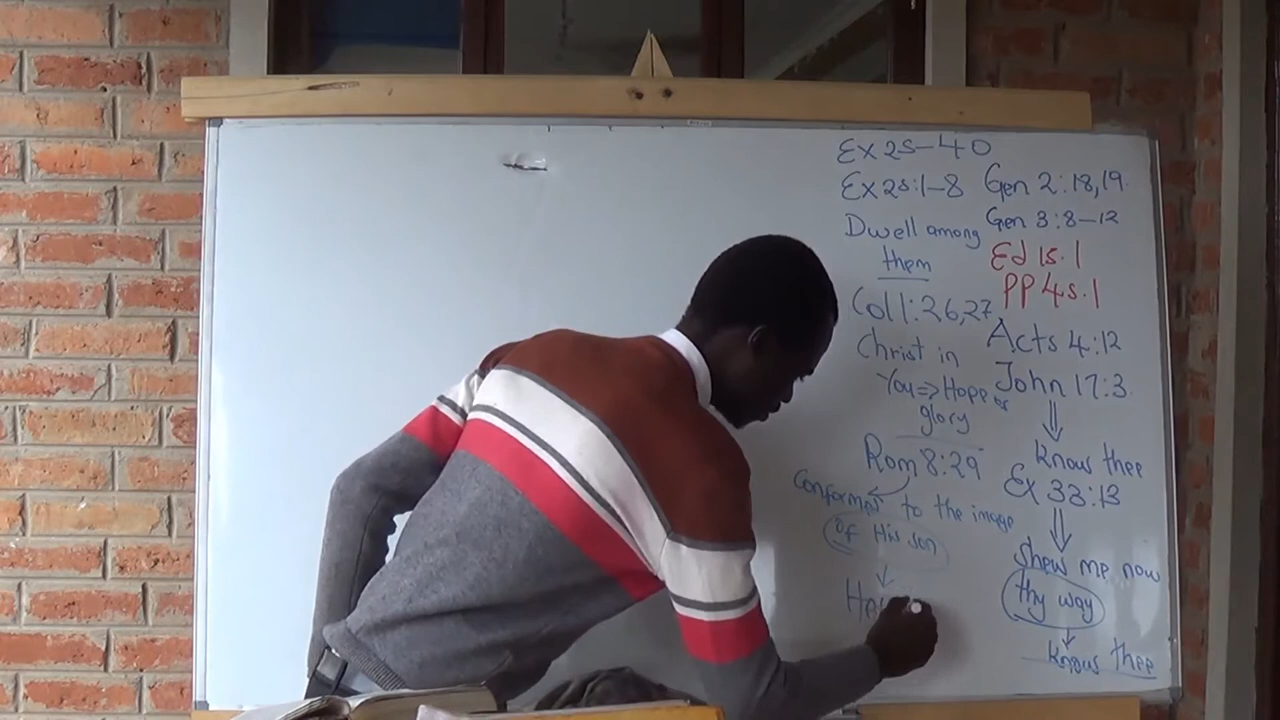 Ex 25-40
Ex 25:1-8
Dwell among
them
Col 1:26,27
Christ in
You => Hope of
glory
Rom 8:29
Conformed to the image
of His son
Gen 2:18,19
Gen 3:8-12
Ed 15.1
PP 45.1
Acts 4:12
John 17:3
know thee
Ex 33:13
Shew me now
thy way
know thee